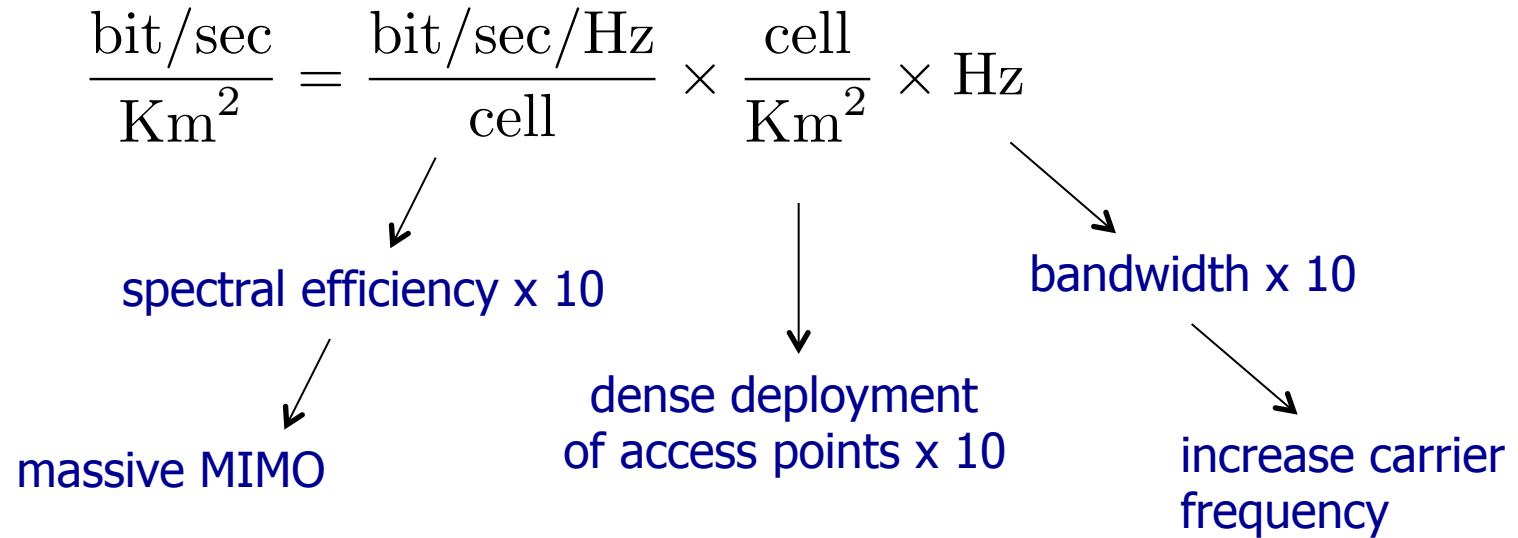 bit/sec/Km² = bit/sec/Hz/cell × cell/Km² × Hz
spectral efficiency x 10
bandwidth x 10
dense deployment
of access points x 10
massive MIMO
increase carrier
frequency